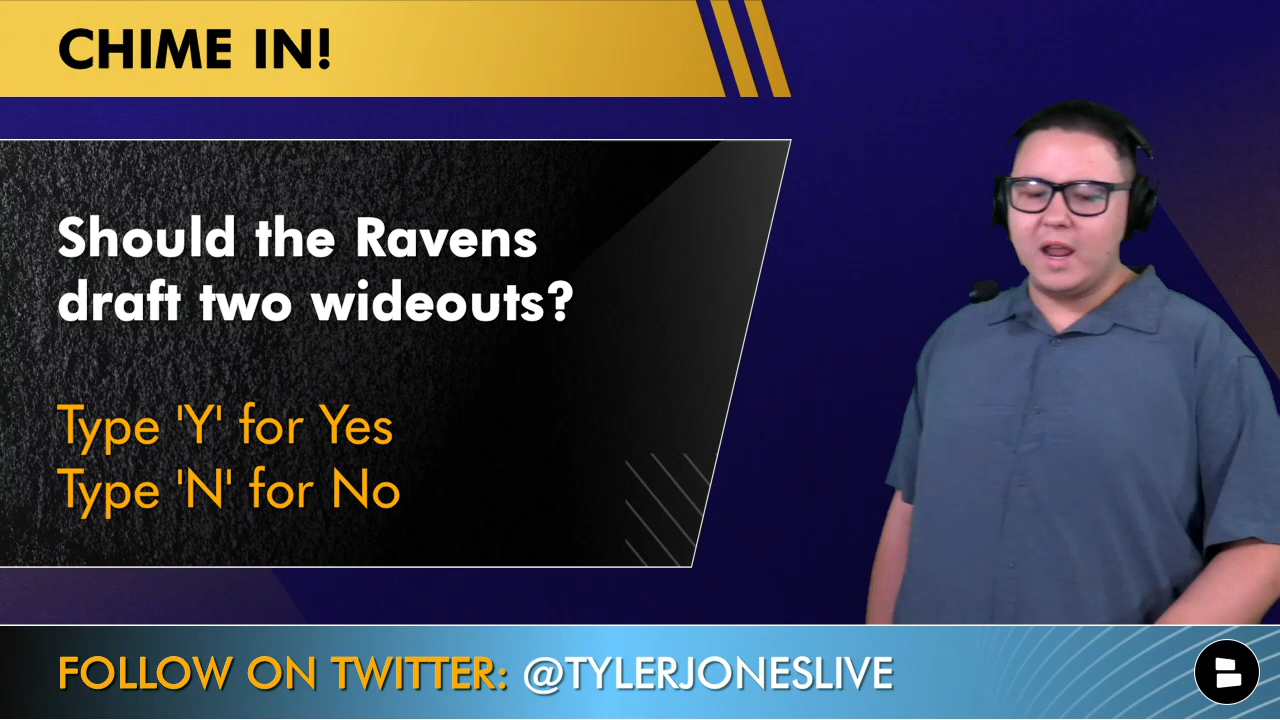 CHIME IN!
Should the Ravens
draft two wideouts?
Type 'Y' for Yes
Type 'N' for No
FOLLOW ON TWITTER: @TYLERJONESLIVE